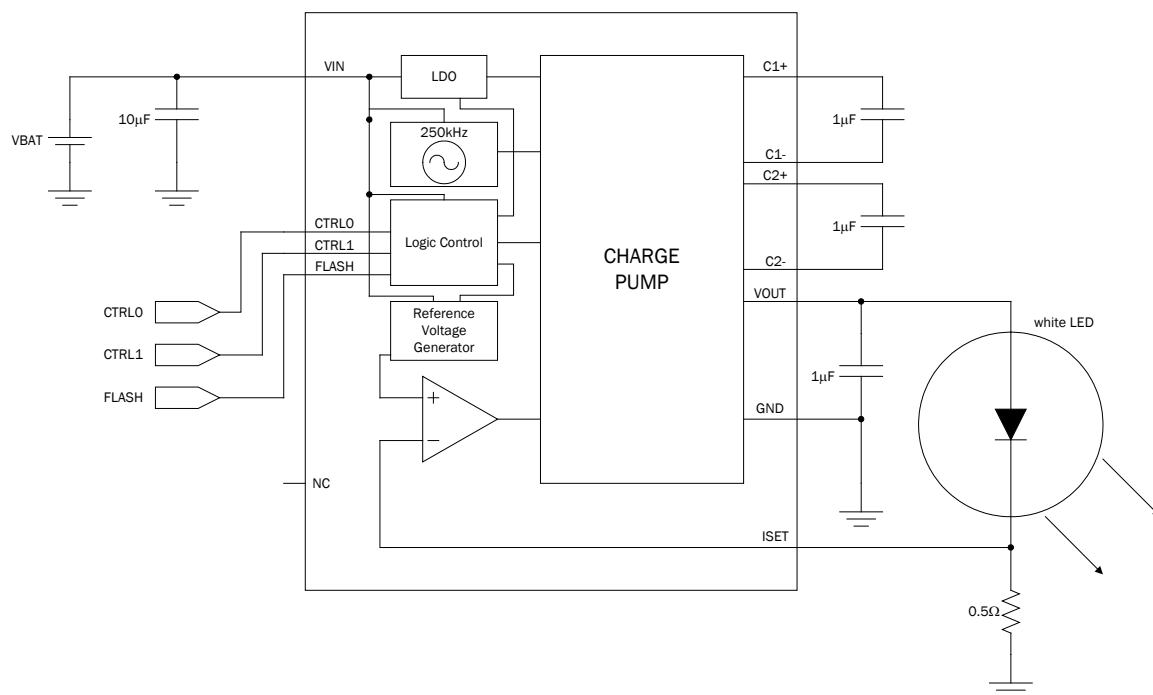 VIN
LDO
C1+
10µF
1µF
250kHz
VBAT
C1-
C2+
CTRL0
Logic Control
1µF
CTRL1
CHARGE
PUMP
FLASH
C2-
VOUT
CTRL0
Reference
Voltage
Generator
white LED
CTRL1
1µF
FLASH
+
GND
−
NC
ISET
0.5Ω